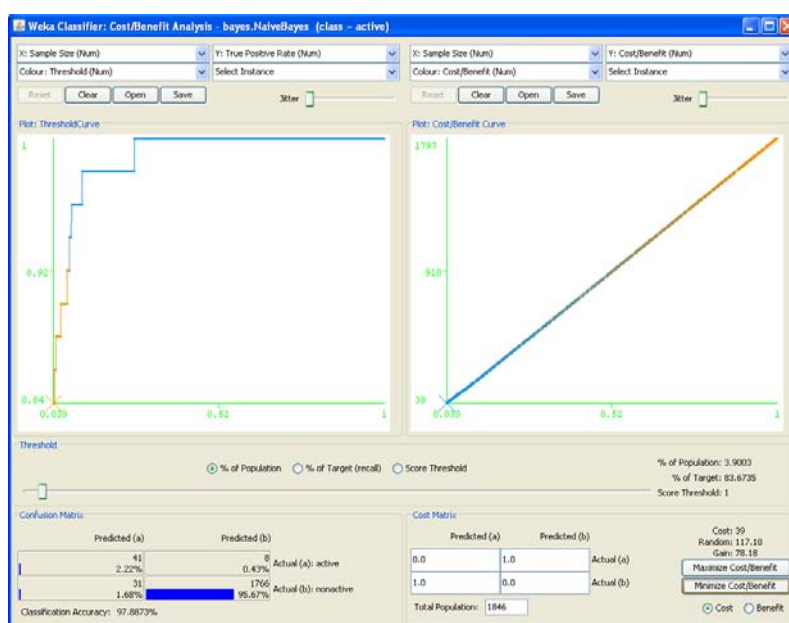 Weka Classifier: Cost/Benefit Analysis - bayes.NaiveBayes (class - active)
X: Sample Size (Num)
Y: True Positive Rate (Num)
X: Sample Size (Num)
Y: Cost/Benefit (Num)
Colour: Threshold (Num)
Select Instance
Colour: Cost/Benefit (Num)
Select Instance
Reset
Clear
Open
Save
Jitter
Reset
Clear
Open
Save
Jitter
Plot: ThresholdCurve
Plot: Cost/Benefit Curve
1
0.92
0.84
0.039
0.52
1
1797
918
39
0.039
0.52
1
Threshold
% of Population
% of Target (recall)
Score Threshold
% of Population: 3.9003
% of Target: 83.6735
Score Threshold: 1
Confusion Matrix
Predicted (a)
Predicted (b)
41
2.22%
8
0.43%
Actual (a): active
31
1.68%
1766
95.67%
Actual (b): nonactive
Classification Accuracy: 97.8873%
Cost Matrix
Predicted (a)
Predicted (b)
0.0
1.0
Actual (a)
1.0
0.0
Actual (b)
Total Population:
1846
Cost: 39
Random: 117.10
Gain: 78.18
Maximize Cost/Benefit
Minimize Cost/Benefit
Cost
Benefit